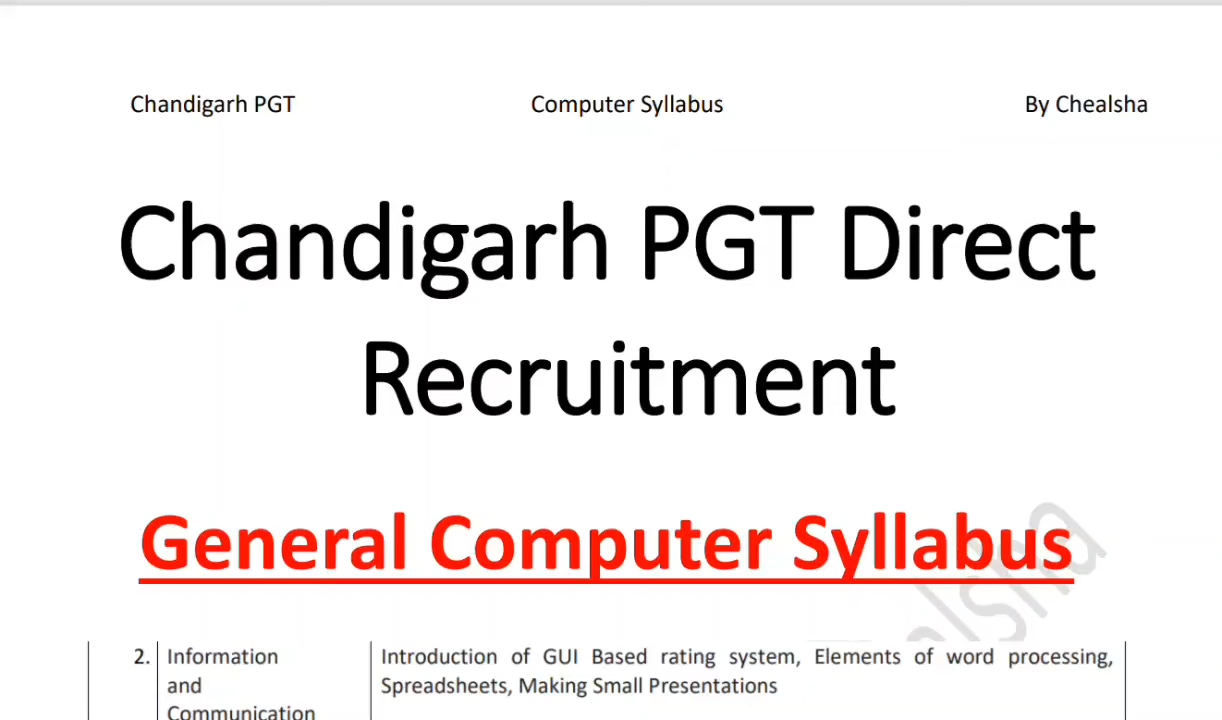 Chandigarh PGT Computer Syllabus By Chealsha
Chandigarh PGT Direct
Recruitment
General Computer Syllabus
2. Information Introduction of GUI Based rating system, Elements of word processing,
and Spreadsheets, Making Small Presentations
Communication